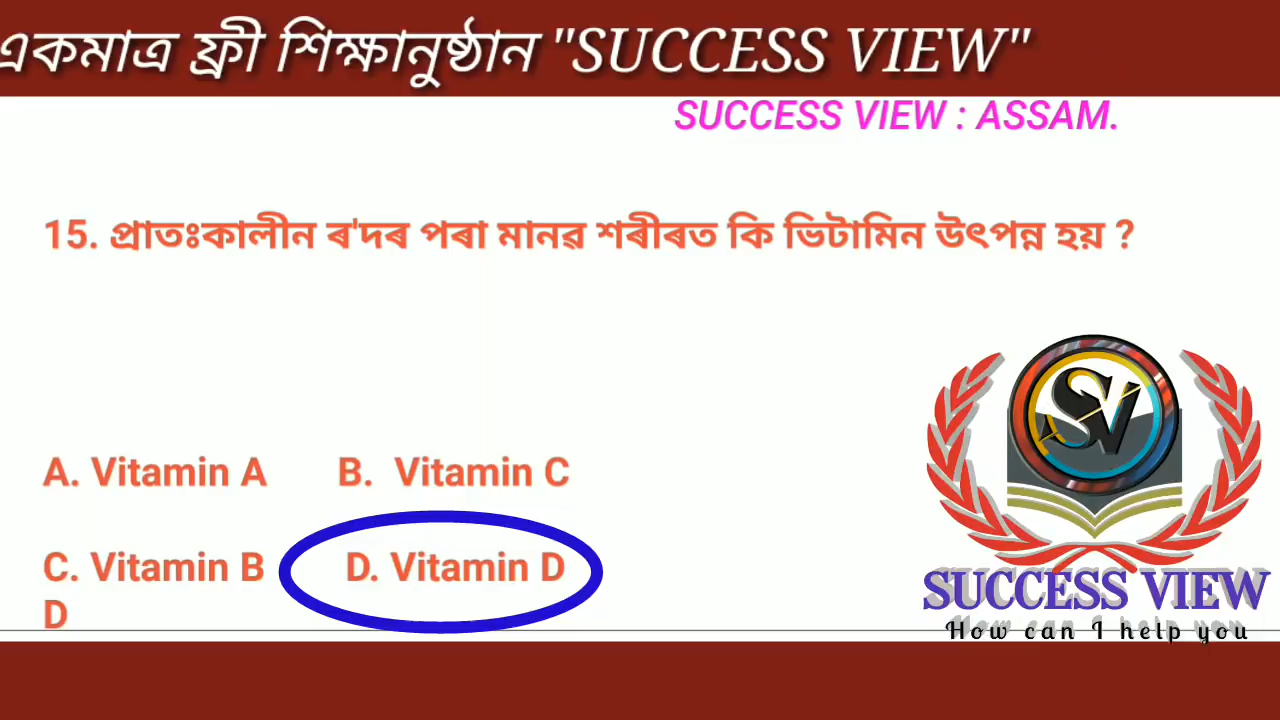 একমাত্ৰ ফ্ৰী শিক্ষানুষ্ঠান "SUCCESS VIEW"
SUCCESS VIEW : ASSAM.
15. প্ৰাতঃকালীন ৰ'দৰ পৰা মানৱ শৰীৰত কি ভিটামিন উৎপন্ন হয় ?
A. Vitamin A B. Vitamin C
C. Vitamin B D. Vitamin D
D
SV
SUCCESS VIEW
How can I help you